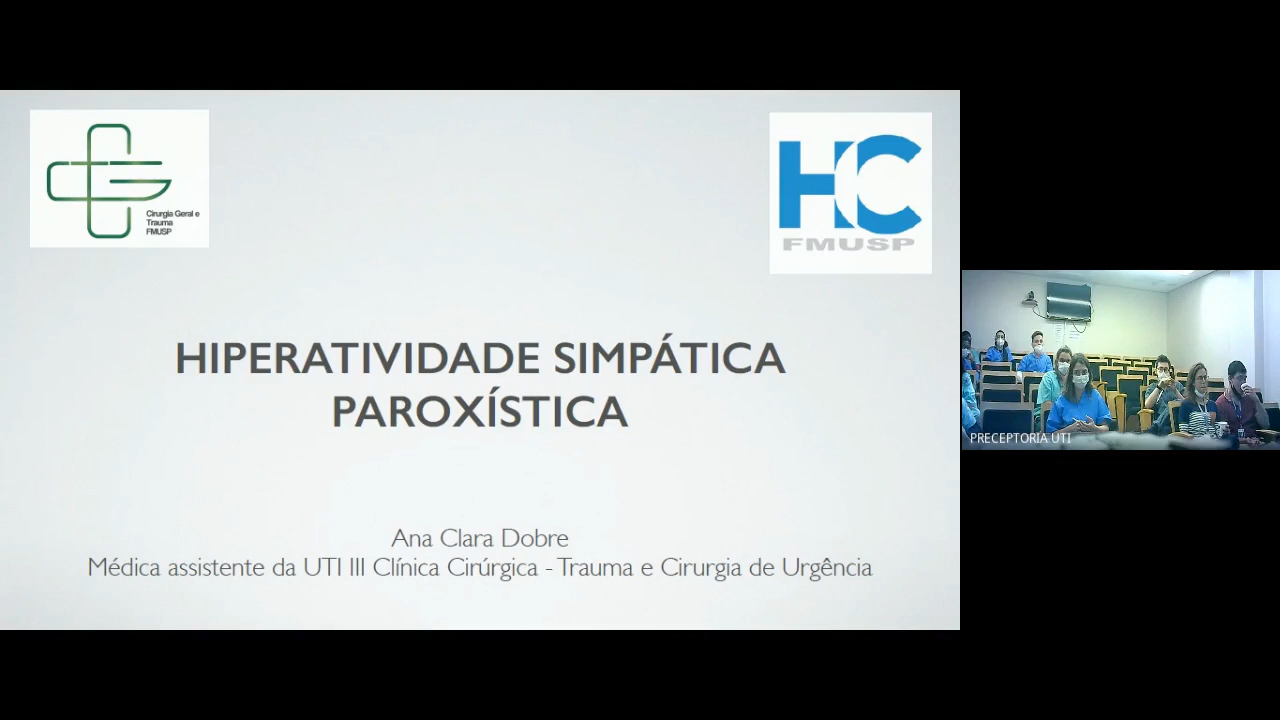 Cirurgia Geral e
Trauma
FMUSP
HC
FMUSP
HIPERATIVIDADE SIMPÁTICA
PAROXÍSTICA
Ana Clara Dobre
Médica assistente da UTI III Clínica Cirúrgica - Trauma e Cirurgia de Urgência
PRECEPTORIA UTI